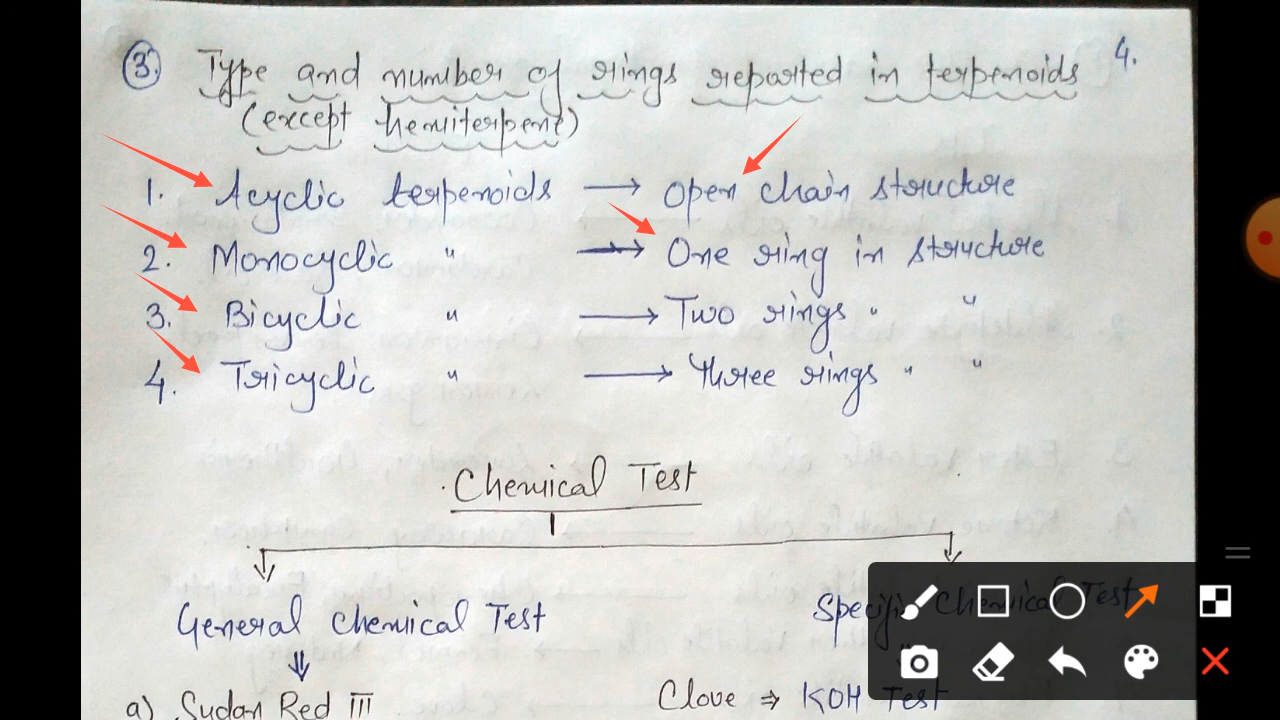 4.
3. Type and number of rings reported in terpenoids
(except hemiterpene)
1. Acyclic terpenoids → Open chain structure
2. Monocyclic " → One ring in structure
3. Bicyclic " → Two rings " "
4. Tricyclic " → three rings " "
Chemical Test
General Chemical Test
Specific Chemical Test
a) Sudan Red III
Clove ⇒ KOH Test